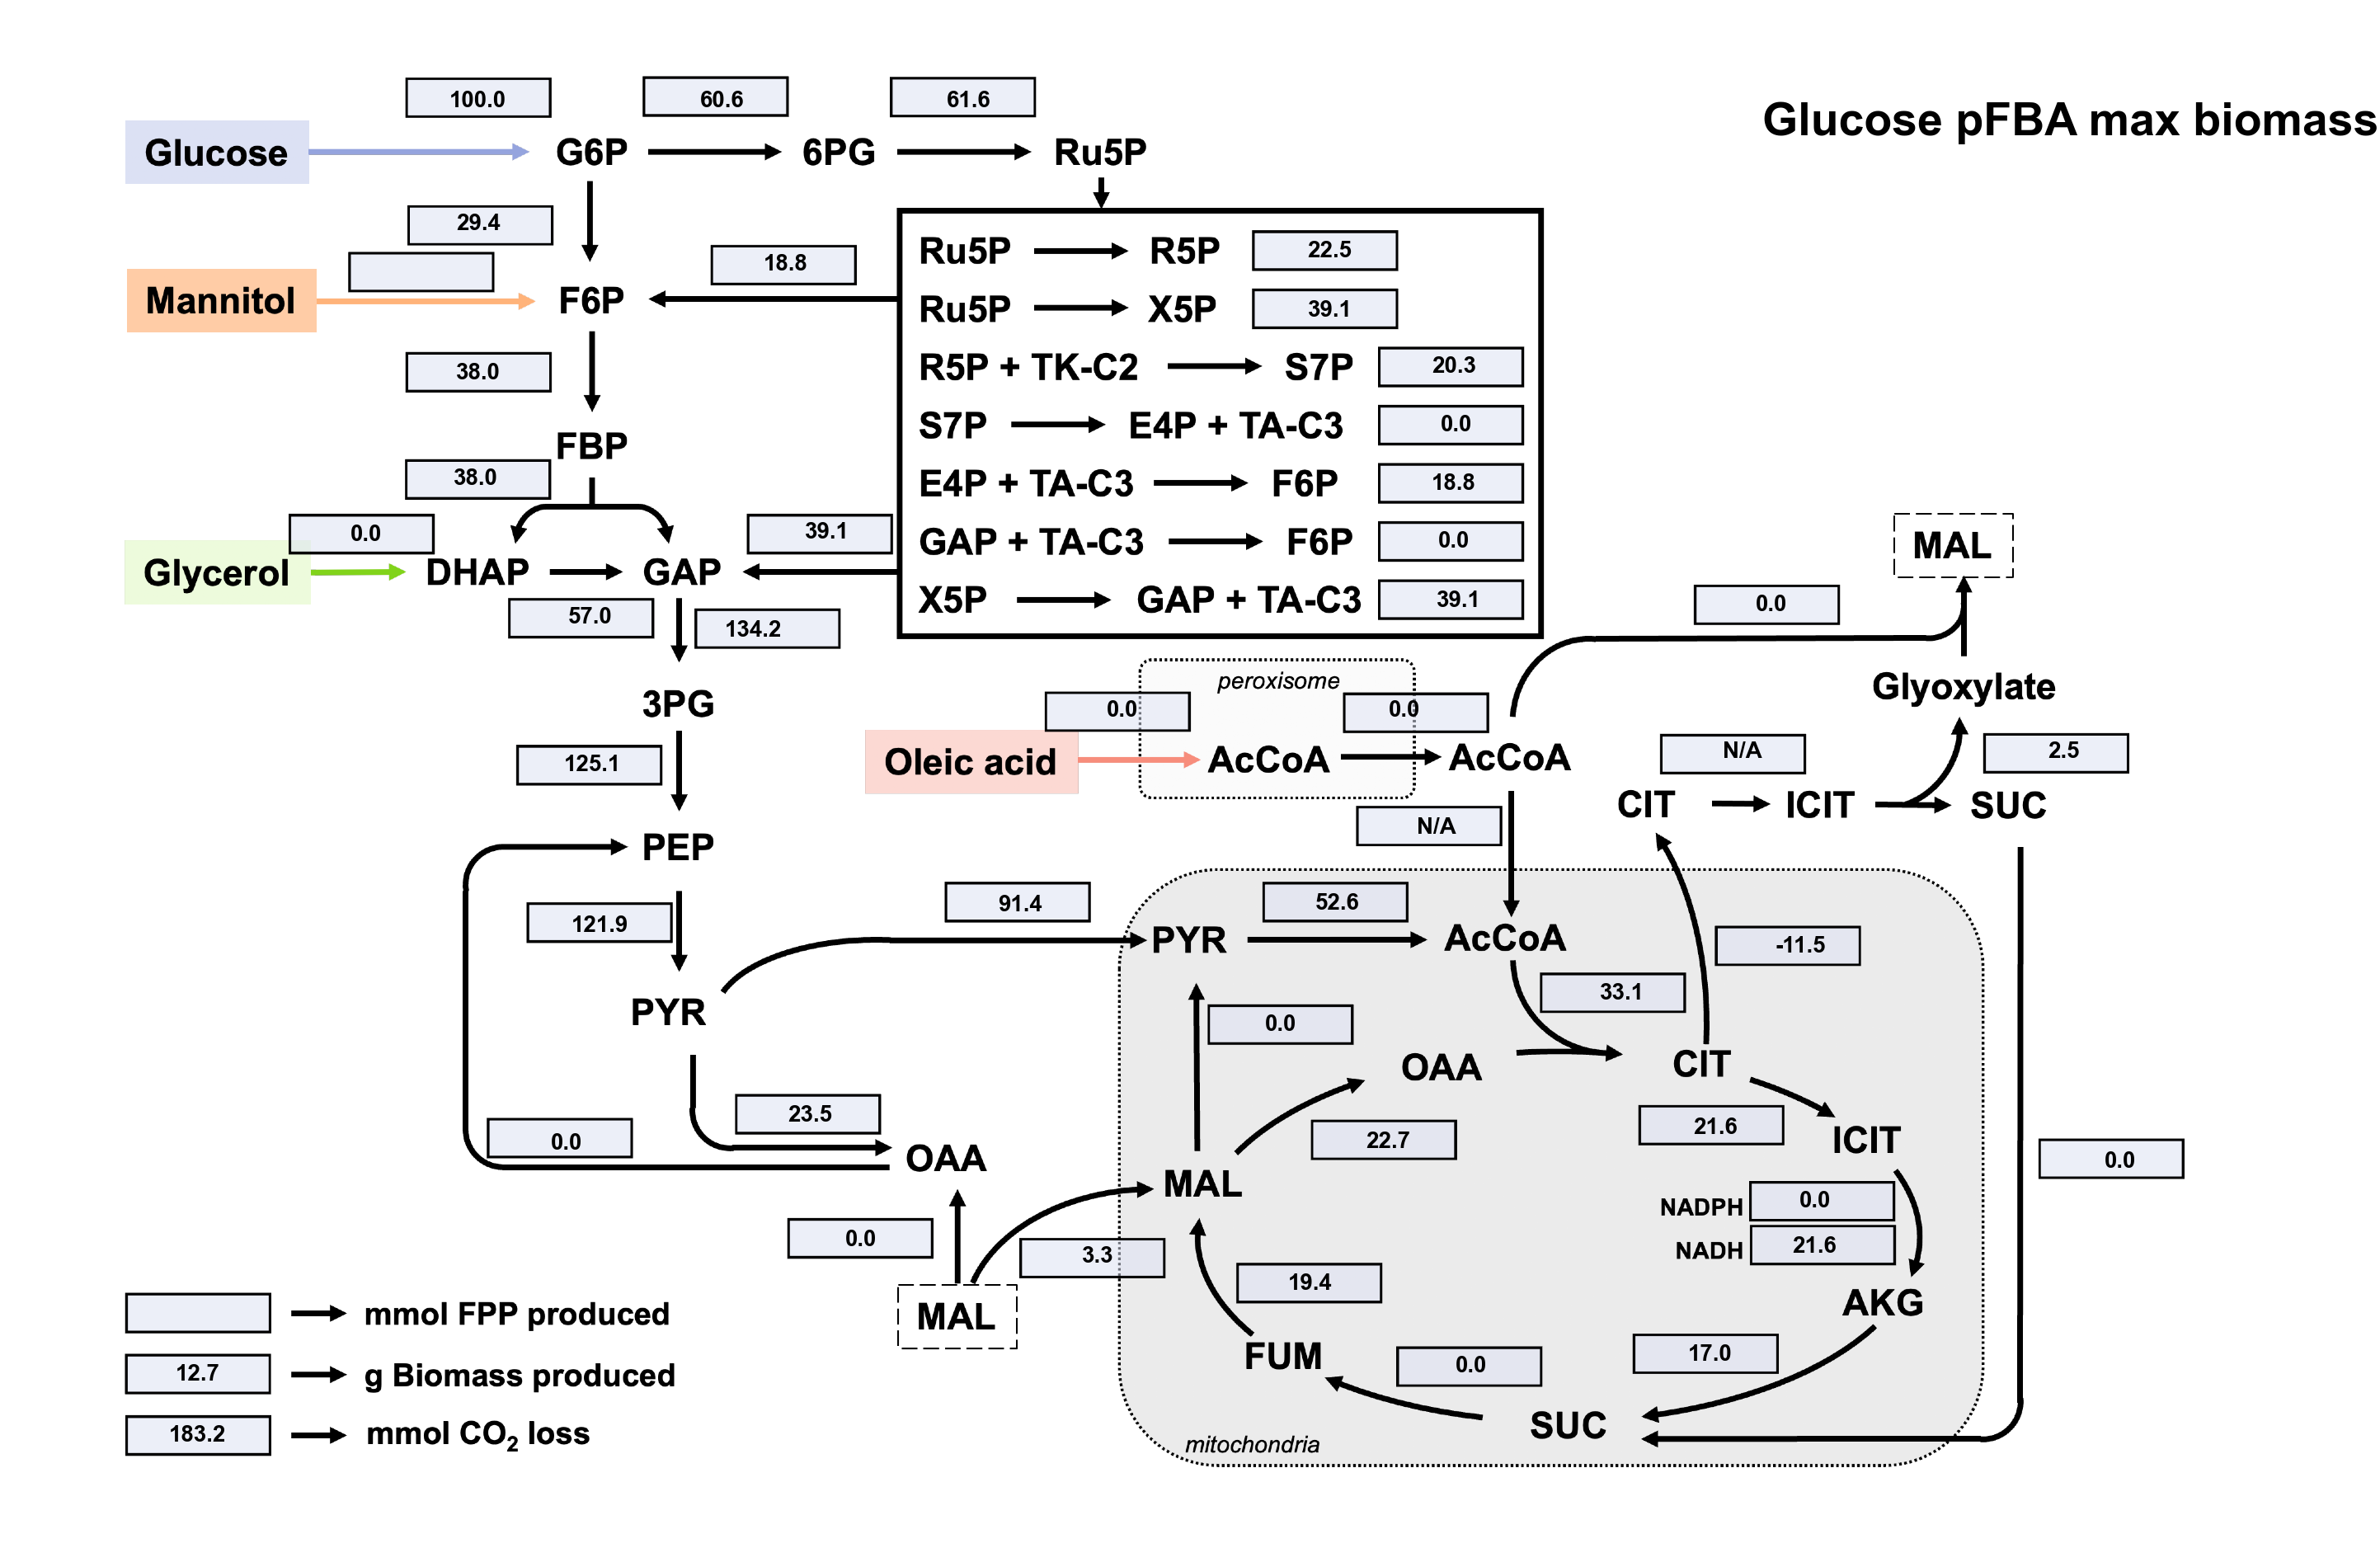 Glucose pFBA max biomass
100.0
60.6
61.6
Glucose
G6P
6PG
Ru5P
29.4
Mannitol
F6P
18.8
38.0
FBP
38.0
Glycerol
0.0
DHAP
GAP
39.1
57.0
134.2
Ru5P R5P 22.5
Ru5P X5P 39.1
R5P + TK-C2 S7P 20.3
S7P E4P + TA-C3 0.0
E4P + TA-C3 F6P 18.8
GAP + TA-C3 F6P 0.0
X5P GAP + TA-C3 39.1
3PG
125.1
PEP
121.9
PYR
91.4
23.5
0.0
OAA
0.0
MAL
3.3
peroxisome
0.0
0.0
Oleic acid
AcCoA
AcCoA
N/A
0.0
MAL
Glyoxylate
N/A
2.5
CIT
ICIT
SUC
0.0
PYR
52.6
AcCoA
-11.5
33.1
0.0
OAA
CIT
22.7
21.6
ICIT
MAL
NADPH 0.0
NADH 21.6
AKG
19.4
17.0
FUM
0.0
SUC
mitochondria
mmol FPP produced
12.7 g Biomass produced
183.2 mmol CO₂ loss